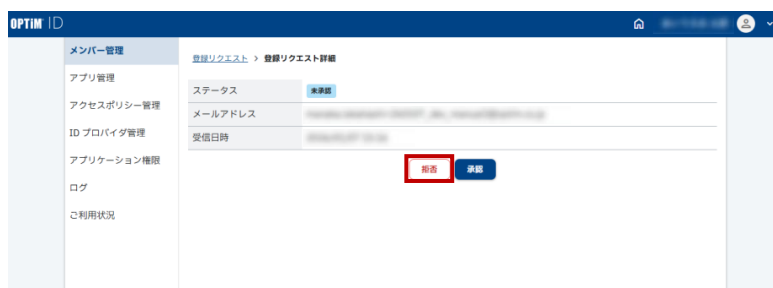 OPTiM ID
メンバー管理
登録リクエスト > 登録リクエスト詳細
アプリ管理
ステータス 未承認
アクセスポリシー管理
メールアドレス
ID プロバイダ管理
受信日時
アプリケーション権限
拒否 承認
ログ
ご利用状況